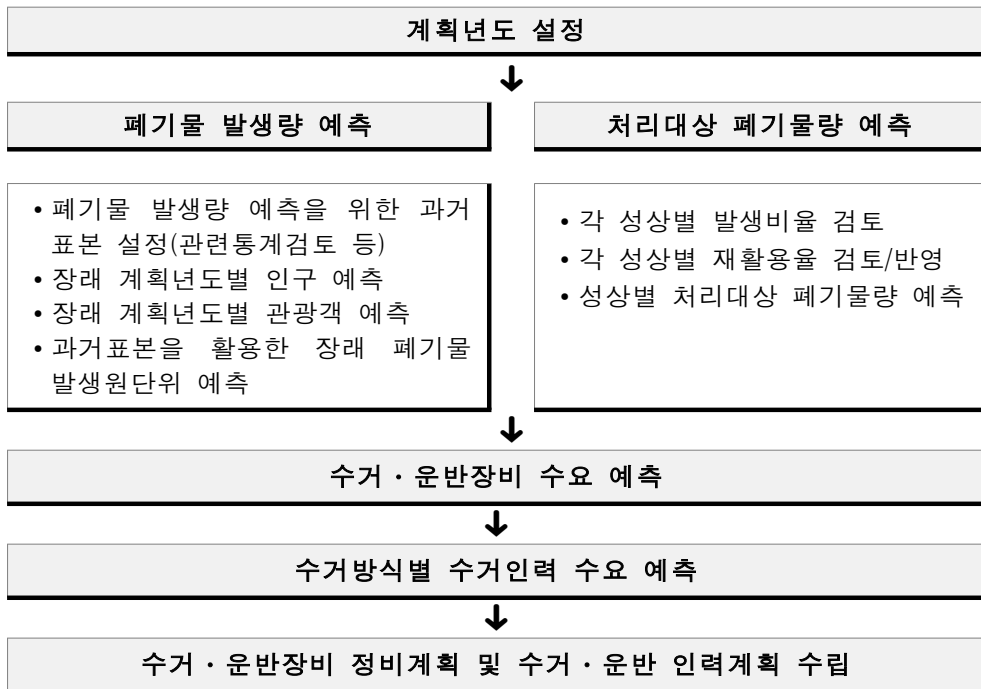 계획년도 설정
폐기물 발생량 예측
• 폐기물 발생량 예측을 위한 과거
표본 설정(관련통계검토 등)
• 장래 계획년도별 인구 예측
• 장래 계획년도별 관광객 예측
• 과거표본을 활용한 장래 폐기물
발생원단위 예측
처리대상 폐기물량 예측
• 각 성상별 발생비율 검토
• 각 성상별 재활용율 검토/반영
• 성상별 처리대상 폐기물량 예측
수거·운반장비 수요 예측
수거방식별 수거인력 수요 예측
수거·운반장비 정비계획 및 수거·운반 인력계획 수립